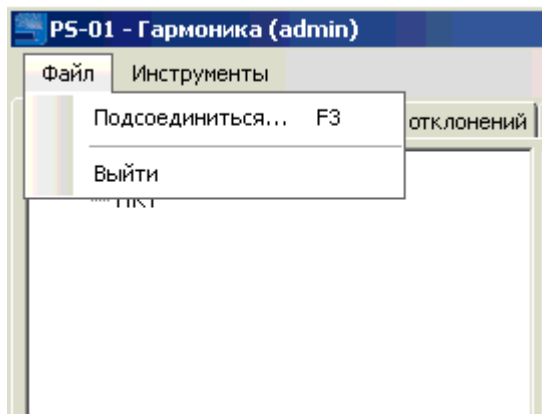 PS-01 - Гармоника (admin)
Файл Инструменты
Подсоединиться... F3
отклонений
Выйти